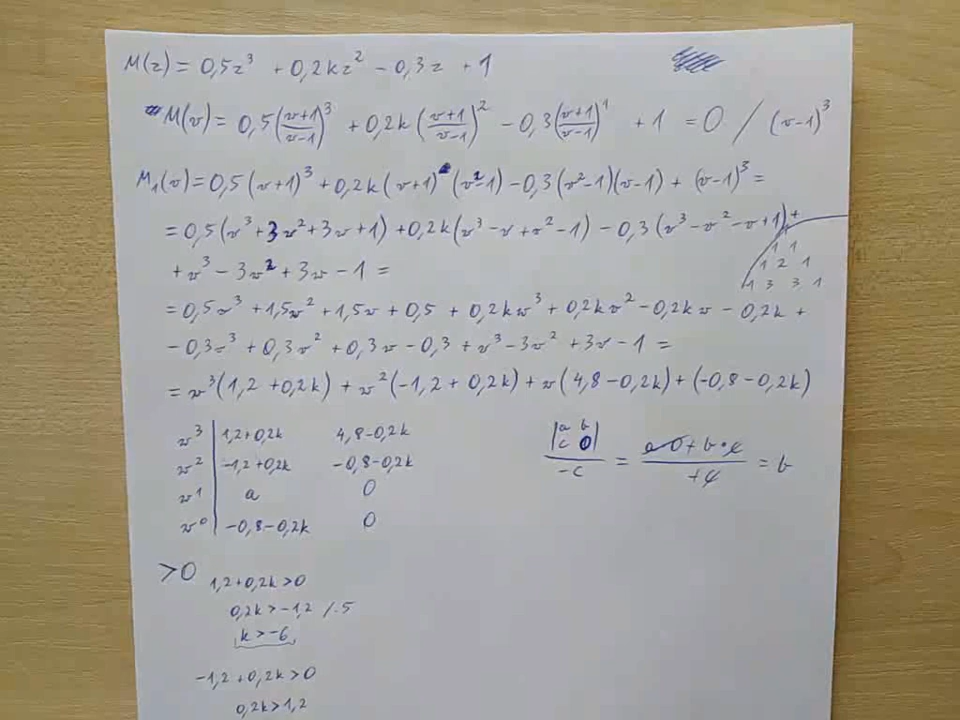 M(z) = 0,5z³ + 0,2kz² − 0,3z + 1
M(v) = 0,5(v+1/v−1)³ + 0,2k(v+1/v−1)² − 0,3(v+1/v−1)¹ + 1 = 0 / (v−1)³
M₁(v) = 0,5(v+1)³ + 0,2k(v+1)(v²−1) − 0,3(v²−1)(v−1) + (v−1)³ =
= 0,5(v³+3v²+3v+1) + 0,2k(v³−v+v²−1) − 0,3(v³−v²−v+1) +
1 1
+ v³ − 3v² + 3v − 1 =
1 2 1
1 3 3 1
= 0,5v³ + 1,5v² + 1,5v + 0,5 + 0,2kv³ + 0,2kv² − 0,2kv − 0,2k +
− 0,3v³ + 0,3v² + 0,3v − 0,3 + v³ − 3v² + 3v − 1 =
= v³(1,2 + 0,2k) + v²(−1,2 + 0,2k) + v(4,8 − 0,2k) + (−0,8 − 0,2k)
v³ | 1,2+0,2k 4,8−0,2k
v² | −1,2+0,2k −0,8−0,2k
v¹ | a 0
v⁰ | −0,8−0,2k 0
|a b|
|c 0|
/ −c = a·0+b·c / +c = b
>0 1,2+0,2k>0
0,2k > −1,2 /·5
k > −6
−1,2 + 0,2k > 0
0,2k > 1,2